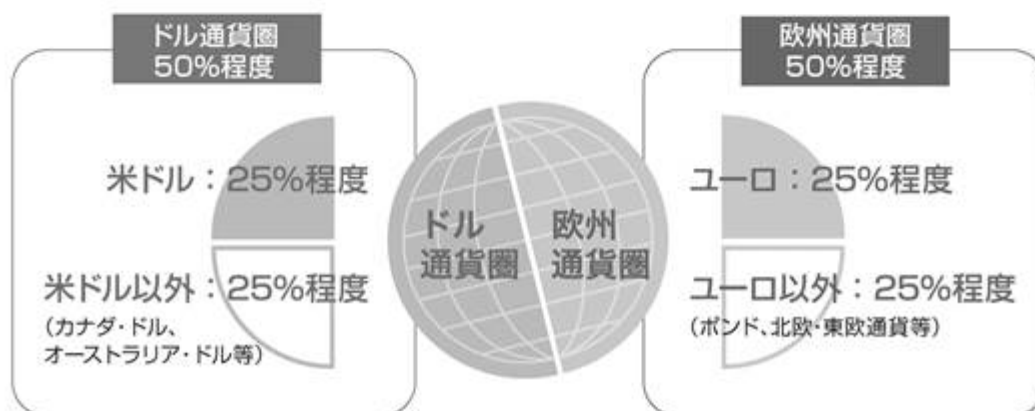 ドル通貨圏
50%程度
米ドル：25%程度
米ドル以外：25%程度
（カナダ・ドル、
オーストラリア・ドル等）
ドル
通貨圏
欧州
通貨圏
欧州通貨圏
50%程度
ユーロ：25%程度
ユーロ以外：25%程度
（ポンド、北欧・東欧通貨等）